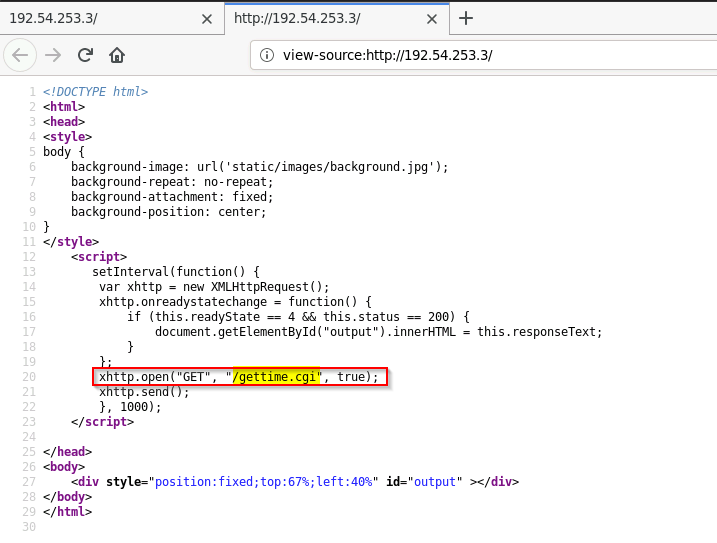 192.54.253.3/
http://192.54.253.3/
view-source:http://192.54.253.3/
1 <!DOCTYPE html>
2 <html>
3 <head>
4 <style>
5 body {
6     background-image: url('static/images/background.jpg');
7     background-repeat: no-repeat;
8     background-attachment: fixed;
9     background-position: center;
10 }
11 </style>
12     <script>
13        setInterval(function() {
14         var xhttp = new XMLHttpRequest();
15         xhttp.onreadystatechange = function() {
16             if (this.readyState == 4 && this.status == 200) {
17                 document.getElementById("output").innerHTML = this.responseText;
18             }
19         };
20         xhttp.open("GET", "/gettime.cgi", true);
21         xhttp.send();
22         }, 1000);
23     </script>
24
25 </head>
26 <body>
27     <div style="position:fixed;top:67%;left:40%" id="output" ></div>
28 </body>
29 </html>
30